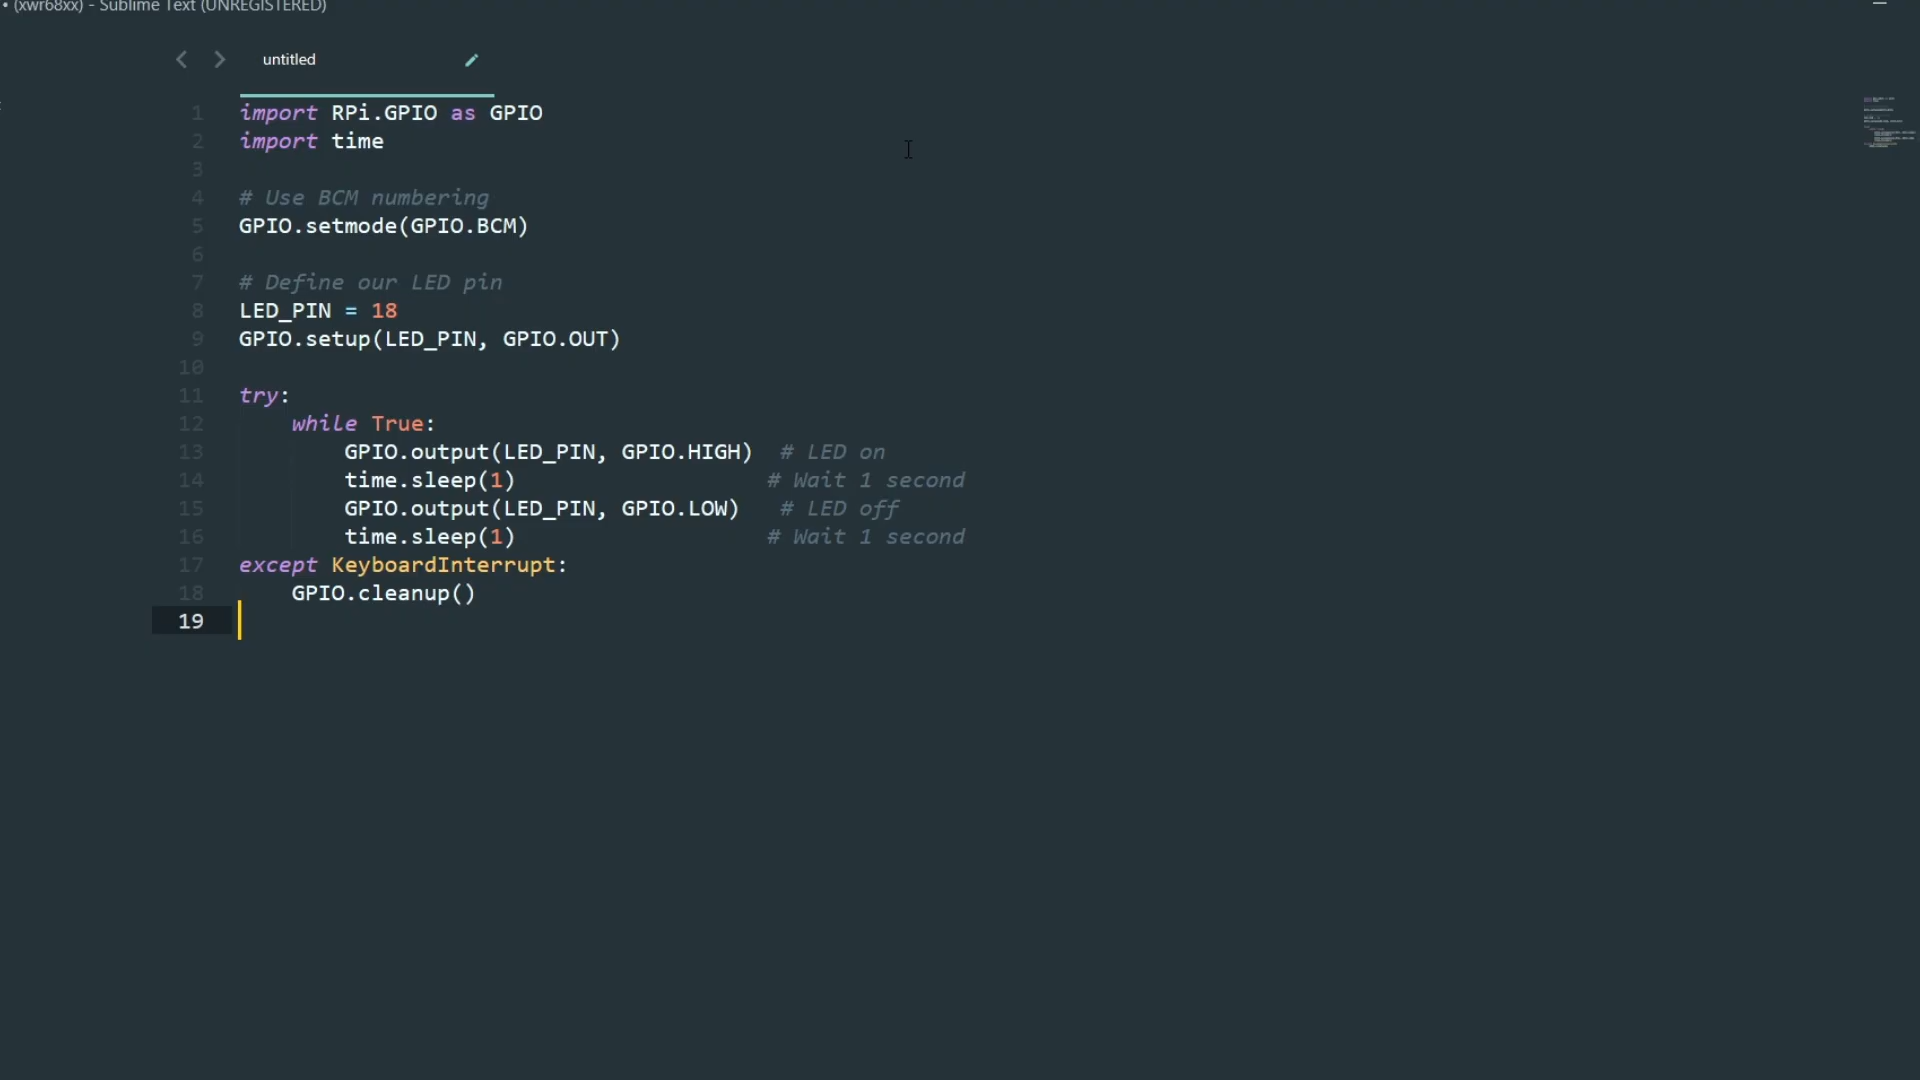 • (xwr68xx) - Sublime Text (UNREGISTERED)
untitled
1 import RPi.GPIO as GPIO
2 import time
3
4 # Use BCM numbering
5 GPIO.setmode(GPIO.BCM)
6
7 # Define our LED pin
8 LED_PIN = 18
9 GPIO.setup(LED_PIN, GPIO.OUT)
10
11 try:
12     while True:
13         GPIO.output(LED_PIN, GPIO.HIGH)  # LED on
14         time.sleep(1)                   # Wait 1 second
15         GPIO.output(LED_PIN, GPIO.LOW)   # LED off
16         time.sleep(1)                   # Wait 1 second
17 except KeyboardInterrupt:
18     GPIO.cleanup()
19